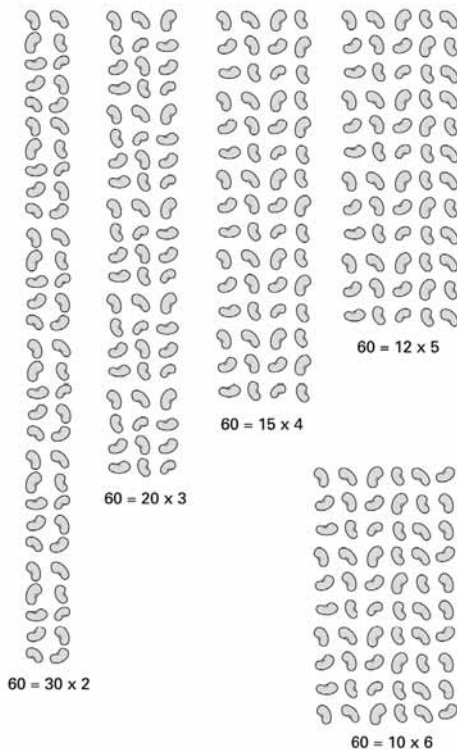 60 = 12 x 5
60 = 15 x 4
60 = 20 x 3
60 = 30 x 2
60 = 10 x 6